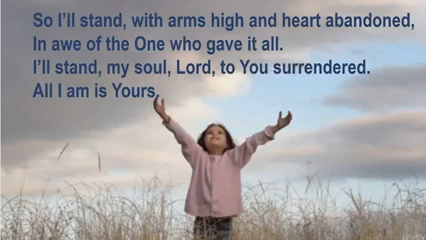 So I'll stand, with arms high and heart abandoned,
In awe of the One who gave it all.
I'll stand, my soul, Lord, to You surrendered.
All I am is Yours.